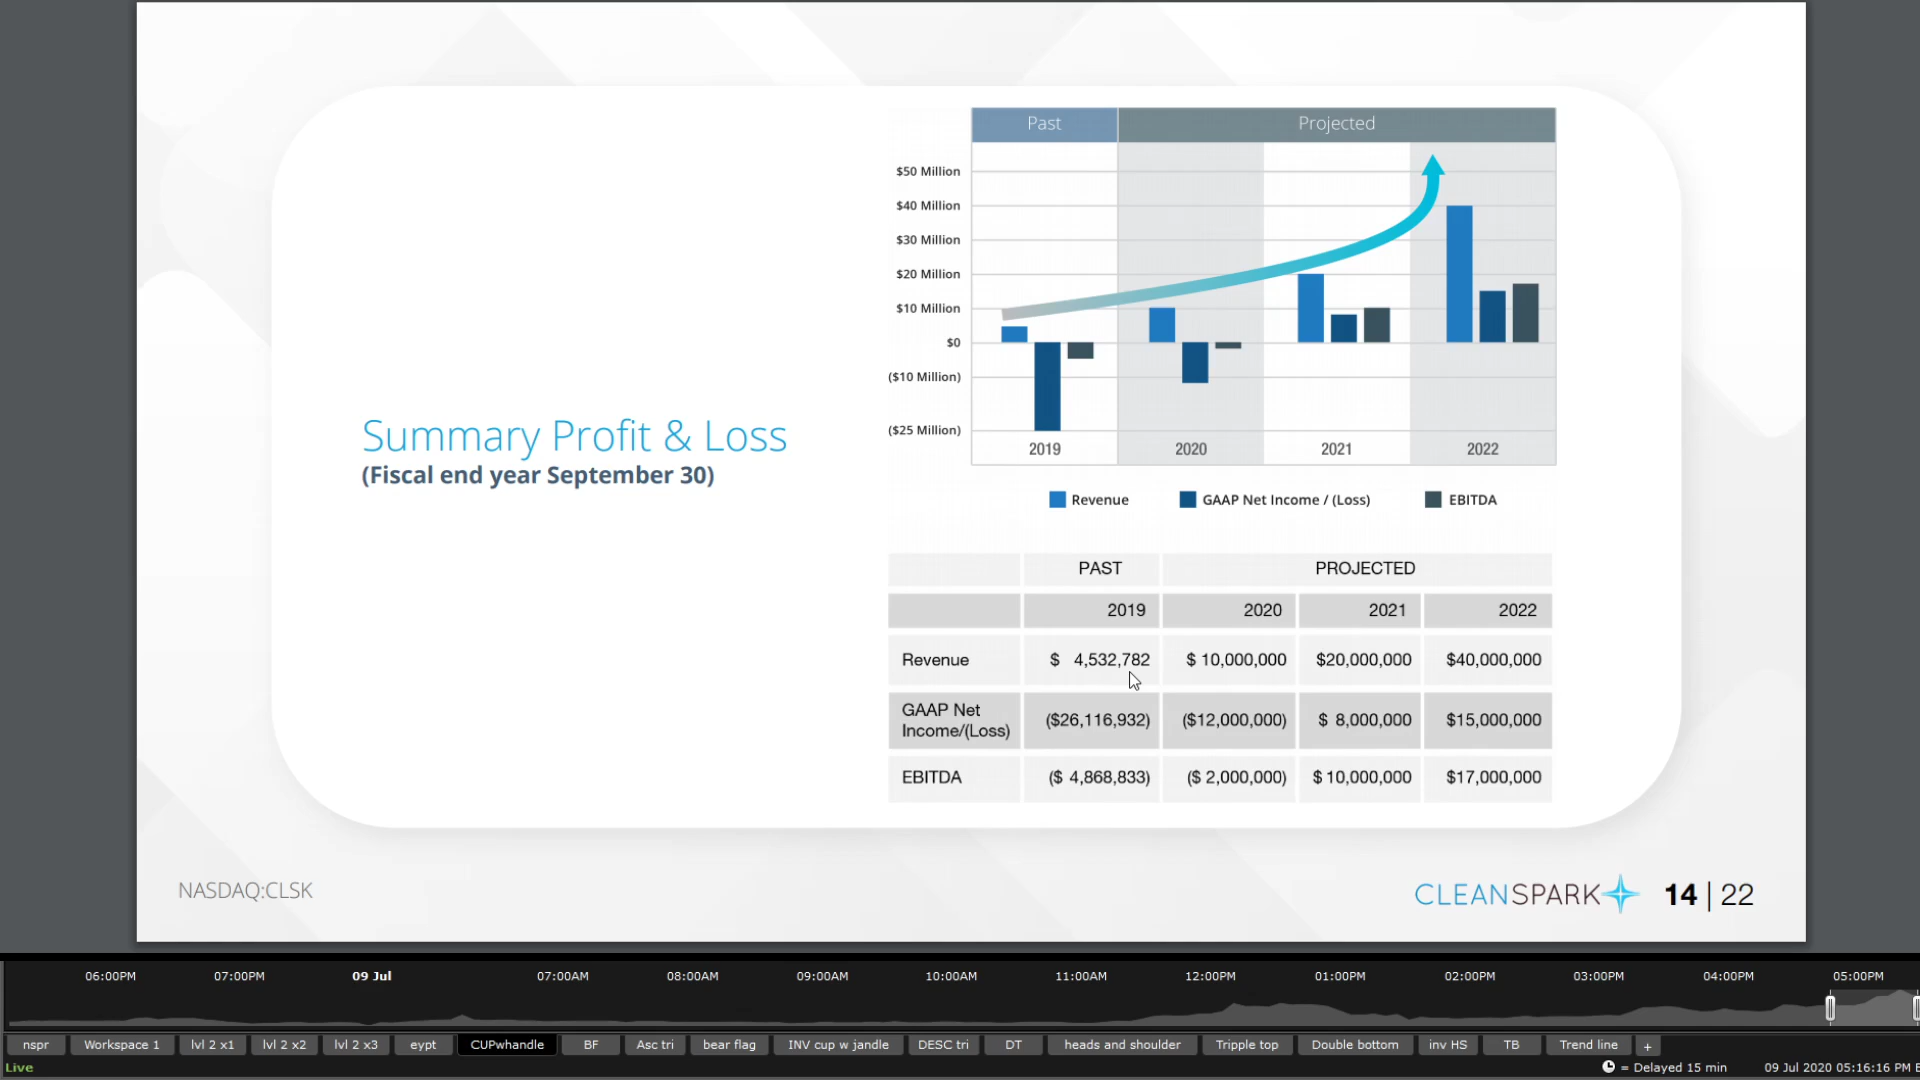 Past Projected
$50 Million
$40 Million
$30 Million
$20 Million
$10 Million
$0
($10 Million)
($25 Million)
2019 2020 2021 2022
Revenue GAAP Net Income / (Loss) EBITDA
Summary Profit & Loss
(Fiscal end year September 30)
PAST PROJECTED
2019 2020 2021 2022
Revenue $ 4,532,782 $ 10,000,000 $20,000,000 $40,000,000
GAAP Net
Income/(Loss) ($26,116,932) ($12,000,000) $ 8,000,000 $15,000,000
EBITDA ($ 4,868,833) ($ 2,000,000) $ 10,000,000 $17,000,000
NASDAQ:CLSK CLEANSPARK 14 | 22
06:00PM 07:00PM 09 Jul 07:00AM 08:00AM 09:00AM 10:00AM 11:00AM 12:00PM 01:00PM 02:00PM 03:00PM 04:00PM 05:00PM
nspr Workspace 1 lvl 2 x1 lvl 2 x2 lvl 2 x3 eypt CUPwhandle BF Asc tri bear flag INV cup w jandle DESC tri DT heads and shoulder Tripple top Double bottom inv HS TB Trend line +
Live = Delayed 15 min 09 Jul 2020 05:16:16 PM